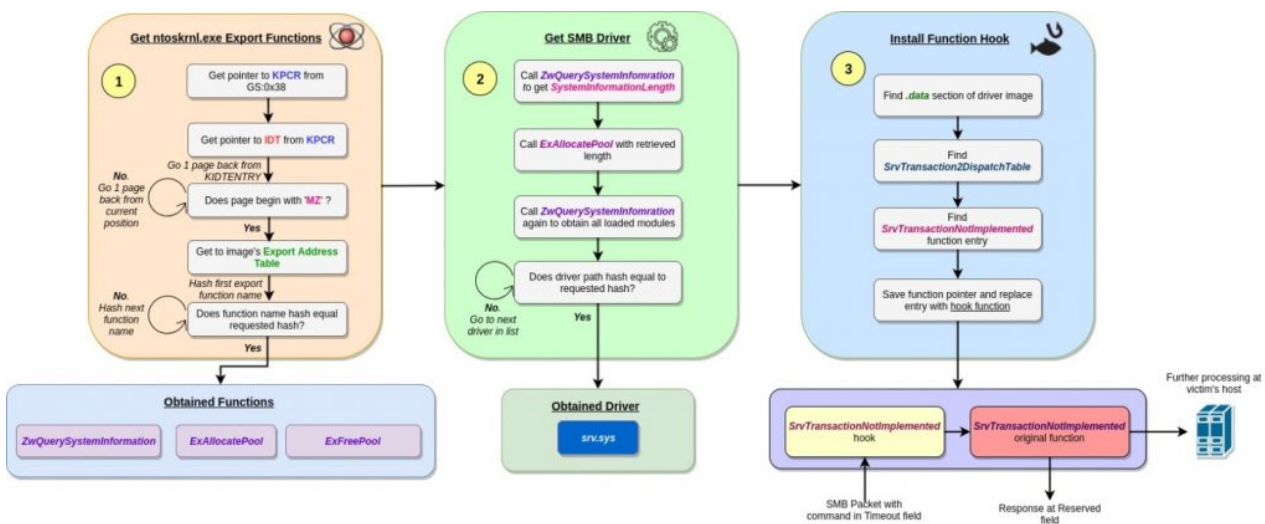 Get ntoskrnl.exe Export Functions
1
Get pointer to KPCR from
GS:0x38
Get pointer to IDT from KPCR
Go 1 page back from
KIDTENTRY
No.
Go 1 page
back from
current
position
Does page begin with 'MZ' ?
Yes
Get to image's Export Address
Table
Hash first export
function name
No.
Hash next
function
name
Does function name hash equal
requested hash?
Yes
Obtained Functions
ZwQuerySystemInformation
ExAllocatePool
ExFreePool
Get SMB Driver
2
Call ZwQuerySystemInfomration
to get SystemInformationLength
Call ExAllocatePool with retrieved
length
Call ZwQuerySystemInfomration
again to obtain all loaded modules
Does driver path hash equal to
requested hash?
No.
Go to next
driver in list
Yes
Obtained Driver
srv.sys
Install Function Hook
3
Find .data section of driver image
Find
SrvTransaction2DispatchTable
Find
SrvTransactionNotImplemented
function entry
Save function pointer and replace
entry with hook function
SrvTransactionNotImplemented
hook
SrvTransactionNotImplemented
original function
Further processing at
victim's host
SMB Packet with
command in Timeout field
Response at Reserved
field